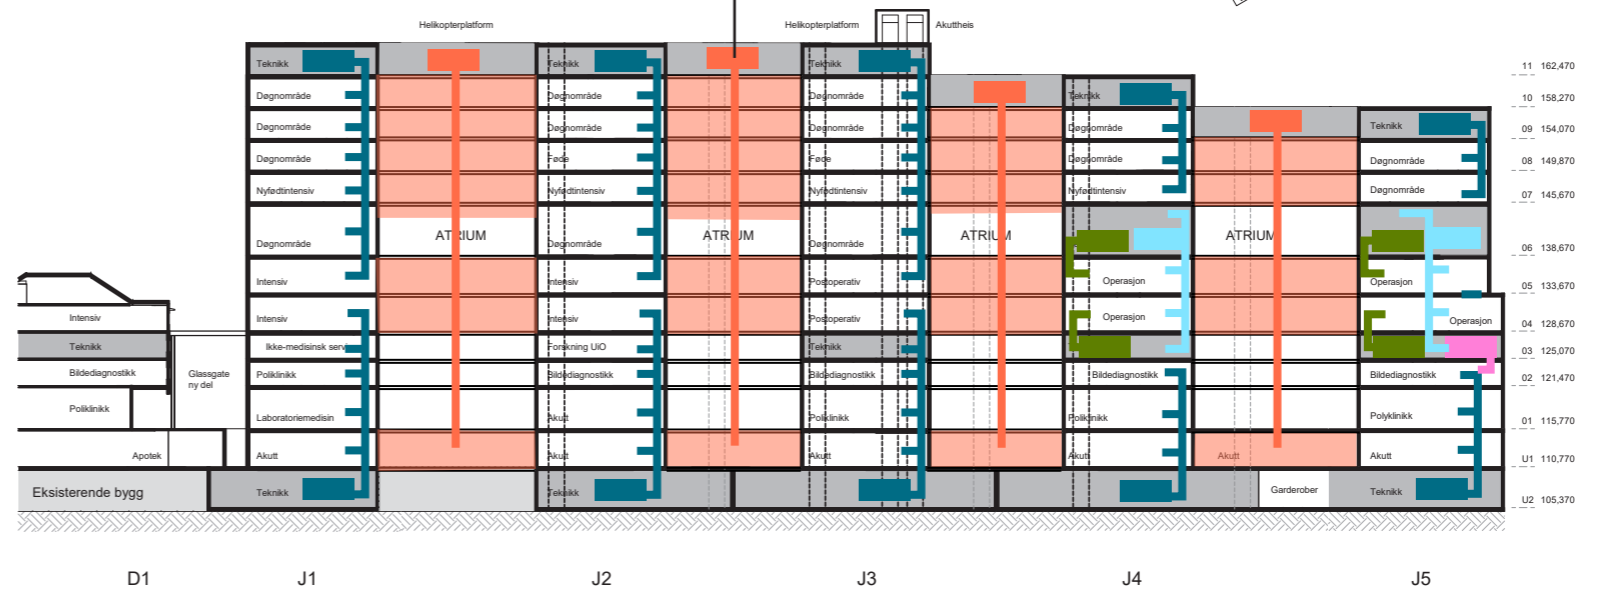 Helikopterplatform
Helikopterplatform
Akuttheis
Teknikk
Døgnområde
Døgnområde
Døgnområde
Nyfødtintensiv
Døgnområde
Intensiv
Intensiv
Ikke-medisinsk servi
Poliklinikk
Laboratoriemedisin
Akutt
Teknikk
ATRIUM
Teknikk
Døgnområde
Døgnområde
Føde
Nyfødtintensiv
Døgnområde
Intensiv
Intensiv
Forskning UiO
Bildediagnostikk
Akutt
Akutt
Teknikk
ATRIUM
Teknikk
Døgnområde
Døgnområde
Føde
Nyfødtintensiv
Døgnområde
Postoperativ
Postoperativ
Teknikk
Bildediagnostikk
Poliklinikk
Akutt
Teknikk
ATRIUM
Teknikk
Døgnområde
Døgnområde
Nyfødtintensiv
Operasjon
Operasjon
Bildediagnostikk
Poliklinikk
Akutt
ATRIUM
Akutt
Garderober
Teknikk
Døgnområde
Døgnområde
Operasjon
Operasjon
Bildediagnostikk
Polyklinikk
Akutt
Teknikk
Intensiv
Teknikk
Bildediagnostikk
Poliklinikk
Apotek
Glassgate
ny del
Eksisterende bygg
11 162,470
10 158,270
09 154,070
08 149,870
07 145,670
06 138,670
05 133,670
04 128,670
03 125,070
02 121,470
01 115,770
U1 110,770
U2 105,370
D1
J1
J2
J3
J4
J5